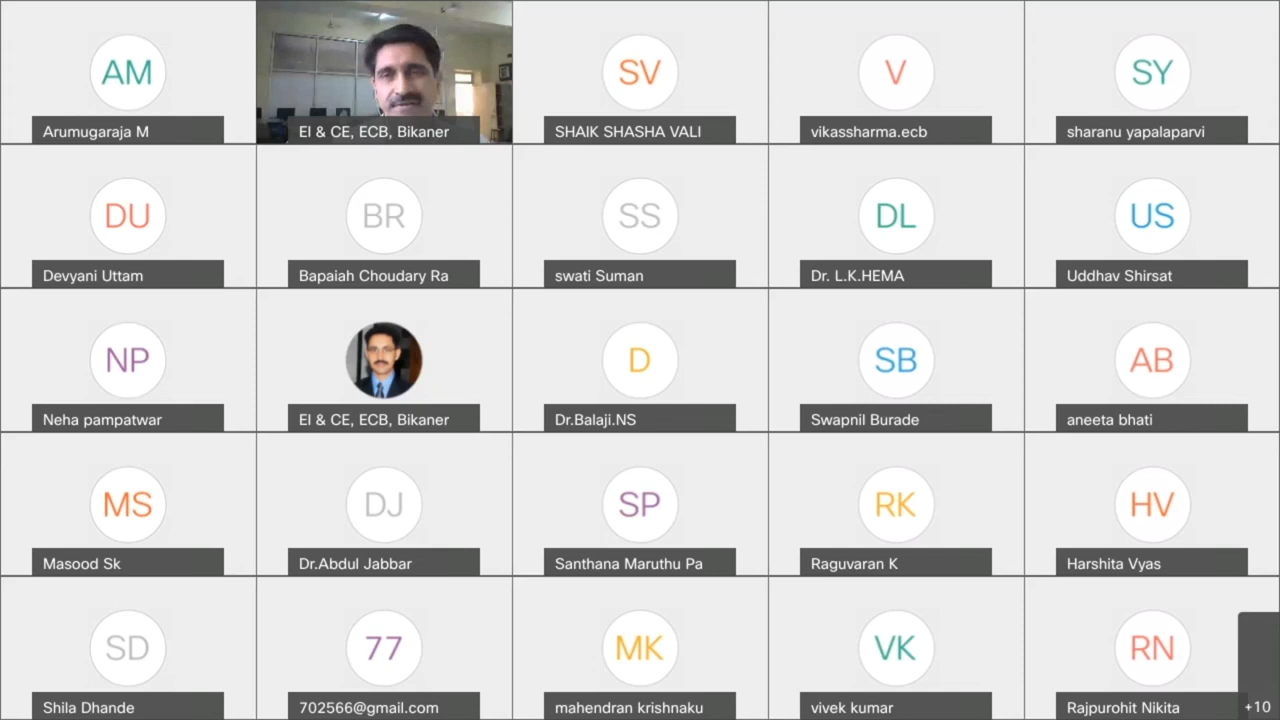 AM
Arumugaraja M
EI & CE, ECB, Bikaner
SV
SHAIK SHASHA VALI
V
vikassharma.ecb
SY
sharanu yapalaparvi
DU
Devyani Uttam
BR
Bapaiah Choudary Ra
SS
swati Suman
DL
Dr. L.K.HEMA
US
Uddhav Shirsat
NP
Neha pampatwar
EI & CE, ECB, Bikaner
D
Dr.Balaji.NS
SB
Swapnil Burade
AB
aneeta bhati
MS
Masood Sk
DJ
Dr.Abdul Jabbar
SP
Santhana Maruthu Pa
RK
Raguvaran K
HV
Harshita Vyas
SD
Shila Dhande
77
702566@gmail.com
MK
mahendran krishnaku
VK
vivek kumar
RN
Rajpurohit Nikita
+10